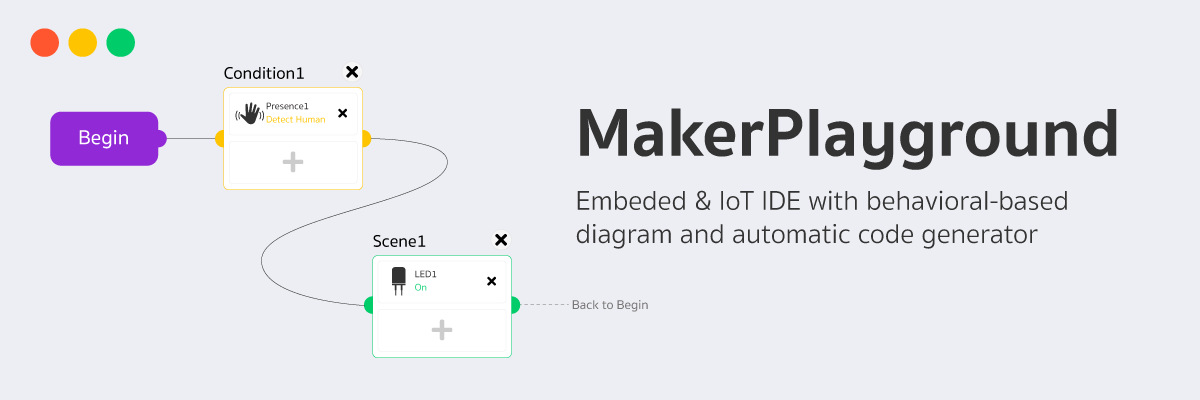 Begin
Condition1
Presence1
Detect Human
Scene1
LED1
On
Back to Begin
MakerPlayground
Embeded & IoT IDE with behavioral-based
diagram and automatic code generator